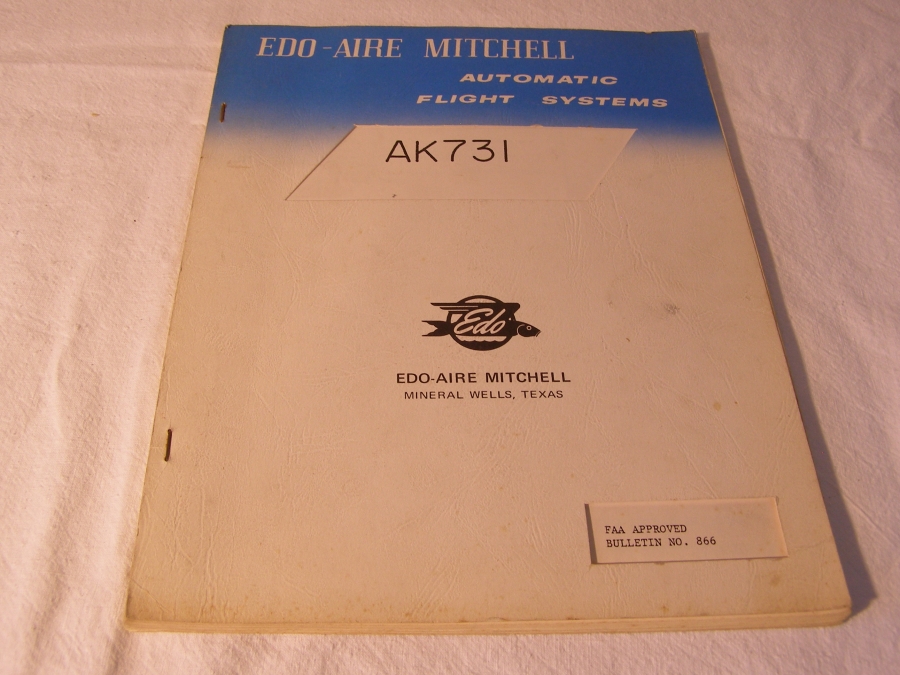 EDO-AIRE MITCHELL
AUTOMATIC
FLIGHT SYSTEMS
AK731
Edo
EDO-AIRE MITCHELL
MINERAL WELLS, TEXAS
FAA APPROVED
BULLETIN NO. 866